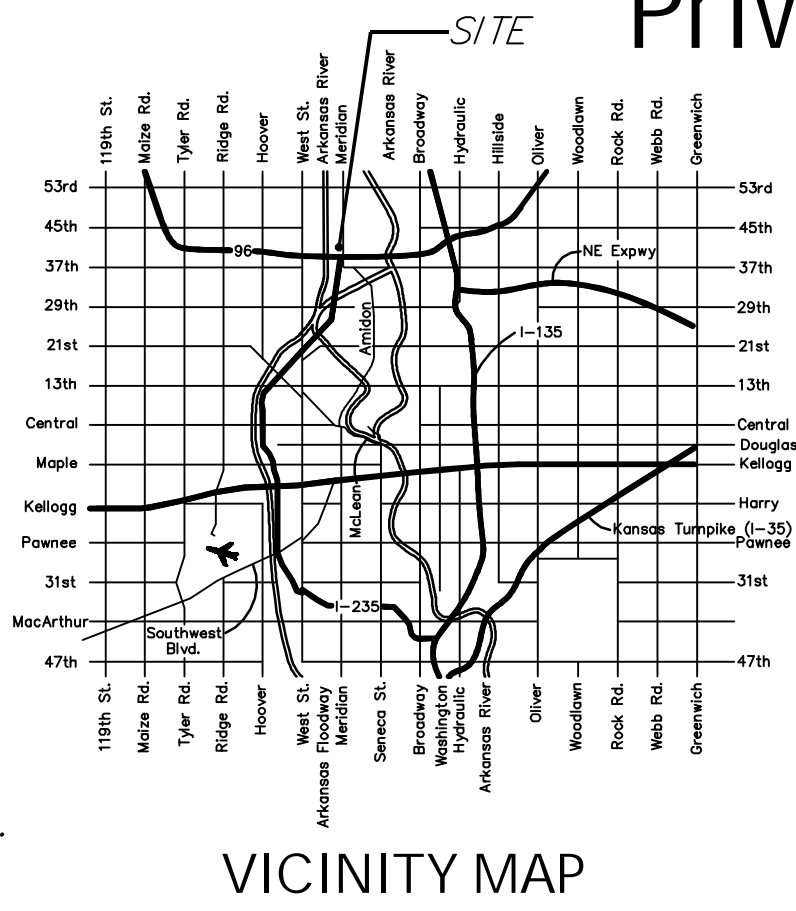 Priv
SITE
119th St.
Maize Rd.
Tyler Rd.
Ridge Rd.
Hoover
West St.
Arkansas River
Meridian
Arkansas River
Broadway
Hydraulic
Hillside
Oliver
Woodlawn
Rock Rd.
Webb Rd.
Greenwich
53rd
53rd
45th
45th
96
NE Expwy
37th
37th
29th
29th
Amidon
I-135
21st
21st
13th
13th
Central
Central
Douglas
Maple
Kellogg
McLean
Kellogg
Harry
Kansas Turnpike (I-35)
Pawnee
Pawnee
31st
31st
I-235
MacArthur
Southwest
Blvd.
47th
47th
119th St.
Maize Rd.
Tyler Rd.
Ridge Rd.
Hoover
West St.
Arkansas Floodway
Meridian
Seneca St.
Broadway
Washington
Hydraulic
Arkansas River
Oliver
Woodlawn
Rock Rd.
Webb Rd.
Greenwich
VICINITY MAP